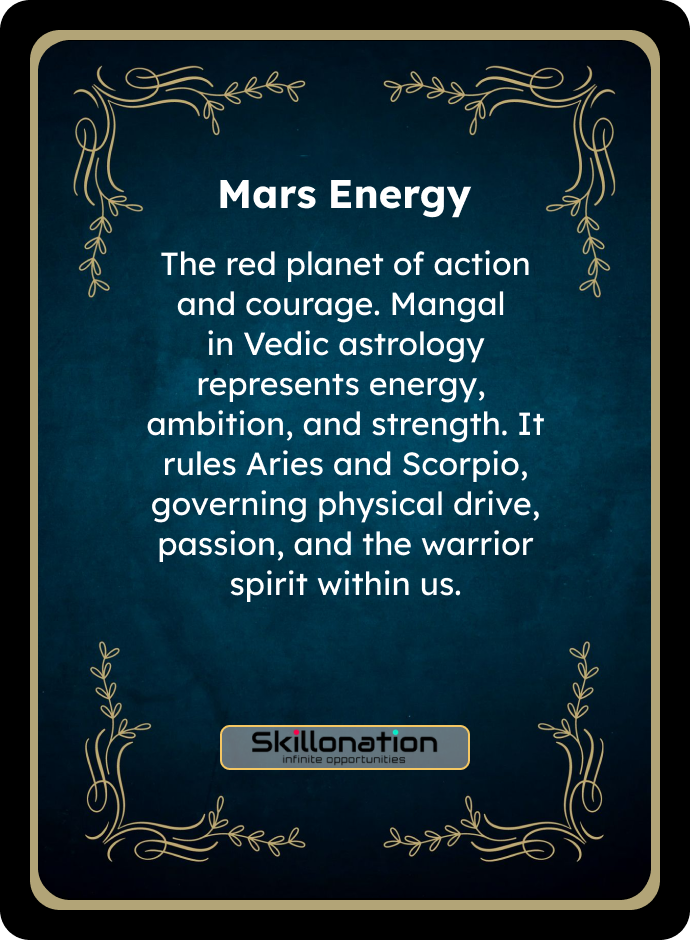 Mars Energy
The red planet of action
and courage. Mangal
in Vedic astrology
represents energy,
ambition, and strength. It
rules Aries and Scorpio,
governing physical drive,
passion, and the warrior
spirit within us.
Skillonation
infinite opportunities